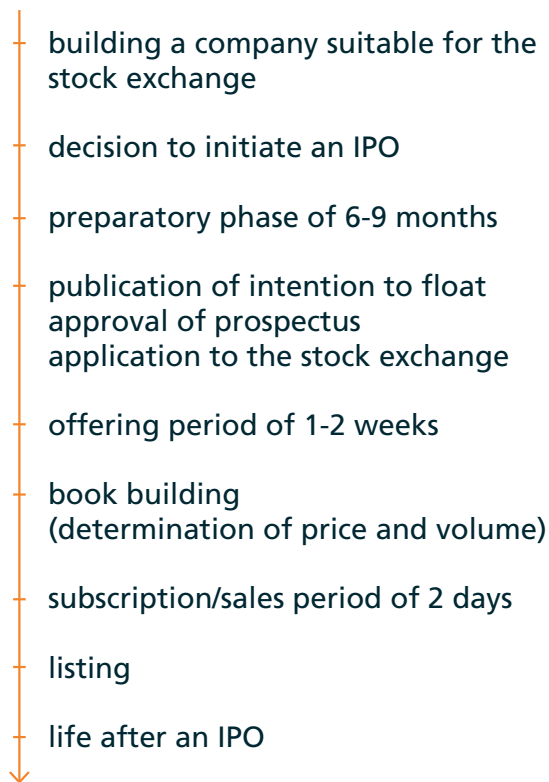 building a company suitable for the
stock exchange
decision to initiate an IPO
preparatory phase of 6-9 months
publication of intention to float
approval of prospectus
application to the stock exchange
offering period of 1-2 weeks
book building
(determination of price and volume)
subscription/sales period of 2 days
listing
life after an IPO